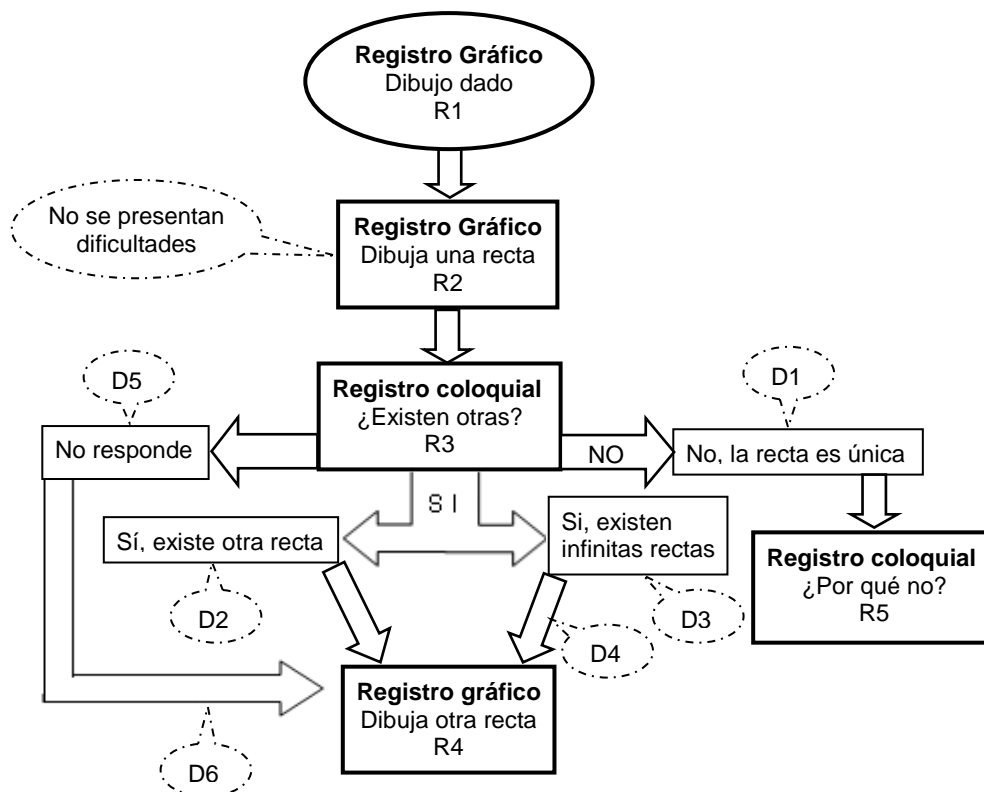 Registro Gráfico
Dibujo dado
R1
No se presentan
dificultades
Registro Gráfico
Dibuja una recta
R2
D5
Registro coloquial
¿Existen otras?
R3
D1
No responde
NO
No, la recta es única
SI
Sí, existe otra recta
Si, existen
infinitas rectas
Registro coloquial
¿Por qué no?
R5
D2
D3
D4
Registro gráfico
Dibuja otra recta
R4
D6